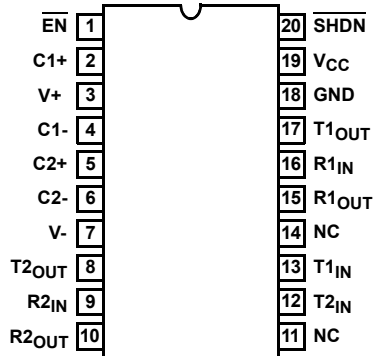 EN 1 20 SHDN
C1+ 2 19 VCC
V+ 3 18 GND
C1- 4 17 T1OUT
C2+ 5 16 R1IN
C2- 6 15 R1OUT
V- 7 14 NC
T2OUT 8 13 T1IN
R2IN 9 12 T2IN
R2OUT 10 11 NC